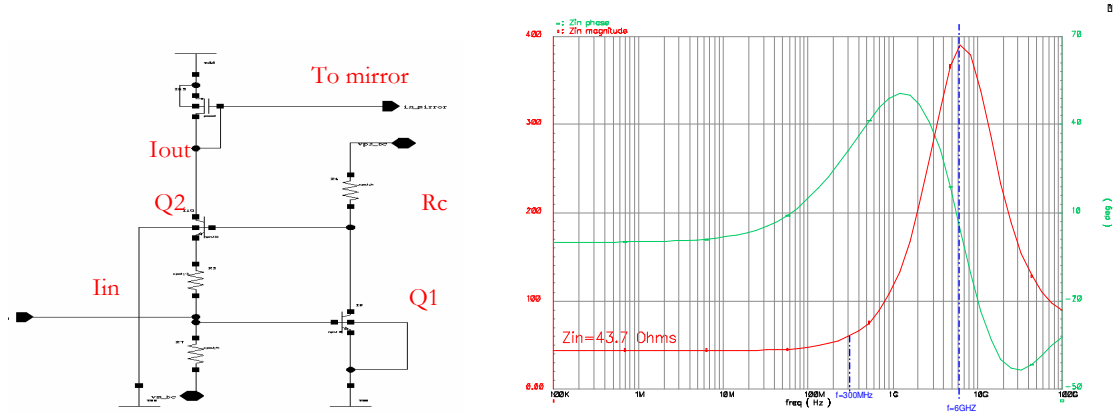 To mirror
in_mirror
Iout
vp2_bc
Q2
Rc
Iin
Q1
vm_bc
-: Zin phase
-: Zin magnitude
400
300
200
100
0.00
70
40
10
-20
-50
( deg )
Zin=43.7 Ohms
100K
1M
10M
100M
1G
10G
100G
freq ( Hz )
f=300MHz
f=6GHZ